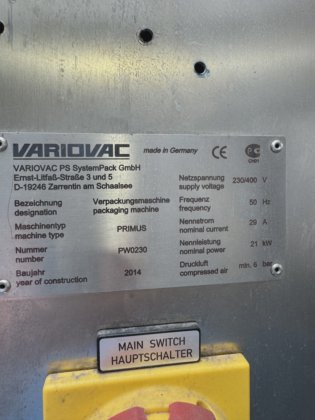 VARIOVAC
made in Germany
CE
VARIOVAC PS SystemPack GmbH
Ernst-Litfaß-Straße 3 und 5
D-19246 Zarrentin am Schaalsee
Bezeichnung Verpackungsmaschine
designation packaging machine
Maschinentyp PRIMUS
machine type
Nummer PW0230
number
Baujahr 2014
year of construction
Netzspannung 230/400 V
supply voltage
Frequenz 50 Hz
frequency
Nennstrom 29 A
nominal current
Nennleistung 21 kW
nominal power
Druckluft min. 6 bar
compressed air
MAIN SWITCH
HAUPTSCHALTER